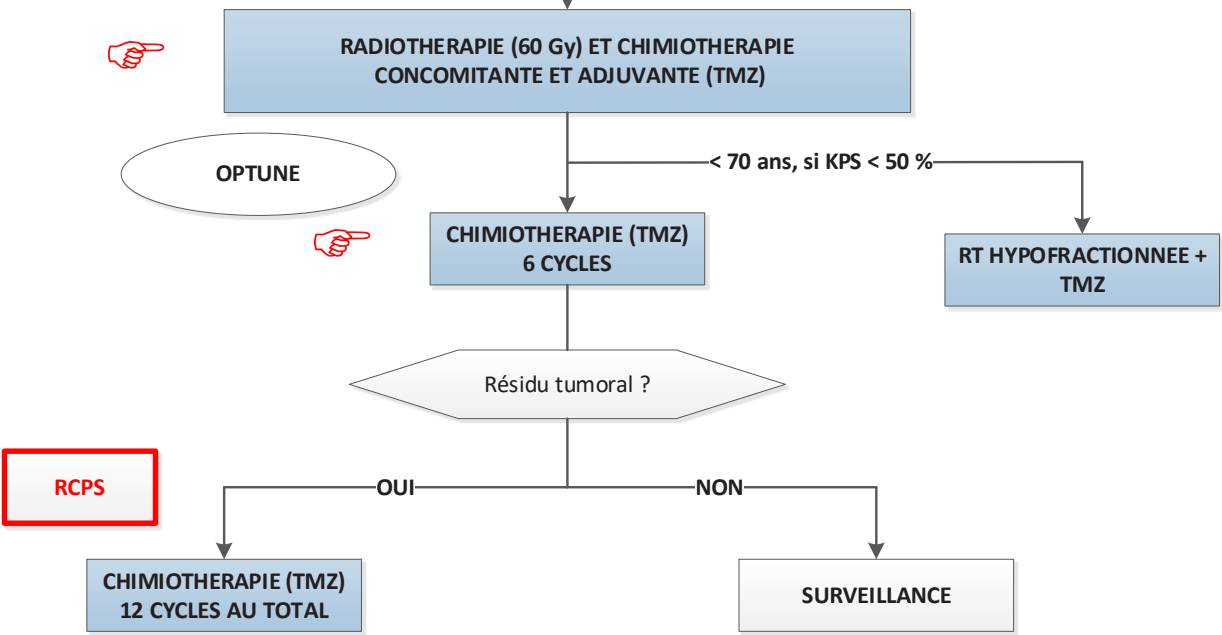 RADIOTHERAPIE (60 Gy) ET CHIMIOTHERAPIE
CONCOMITANTE ET ADJUVANTE (TMZ)
OPTUNE
< 70 ans, si KPS < 50 %
CHIMIOTHERAPIE (TMZ)
6 CYCLES
RT HYPOFRACTIONNEE +
TMZ
Résidu tumoral ?
RCPS
OUI
NON
CHIMIOTHERAPIE (TMZ)
12 CYCLES AU TOTAL
SURVEILLANCE